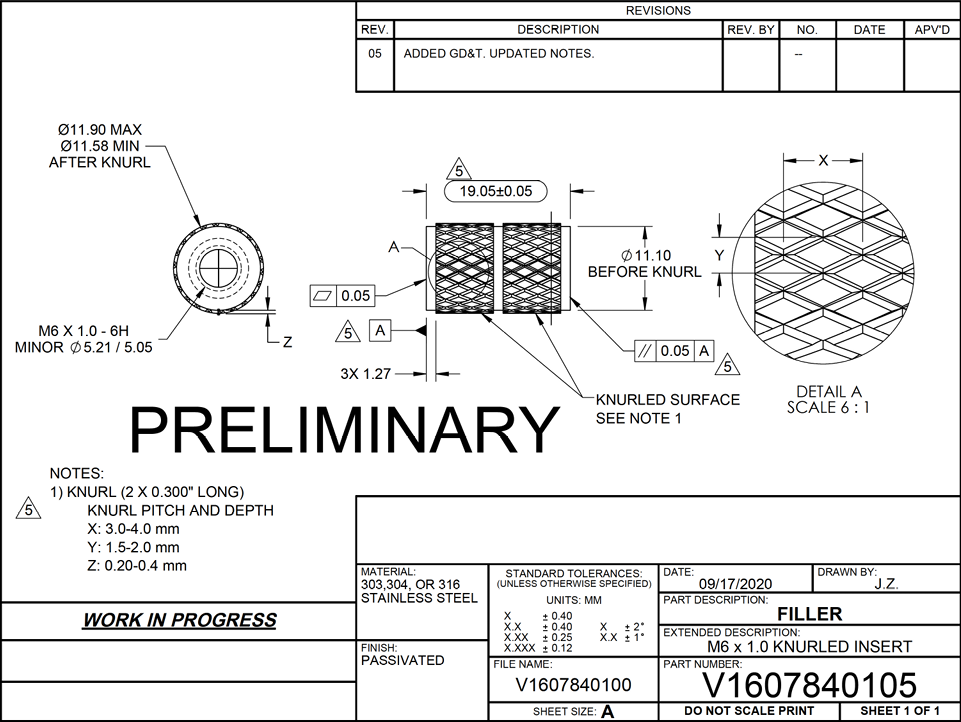 REVISIONS
REV. DESCRIPTION REV. BY NO. DATE APV'D
05 ADDED GD&T. UPDATED NOTES. --
Ø11.90 MAX
Ø11.58 MIN
AFTER KNURL
M6 X 1.0 - 6H
MINOR Ø5.21 / 5.05
Z
5
19.05±0.05
A
0.05
5
A
3X 1.27
Ø11.10
BEFORE KNURL
// 0.05 A
5
KNURLED SURFACE
SEE NOTE 1
X
Y
DETAIL A
SCALE 6 : 1
PRELIMINARY
NOTES:
1) KNURL (2 X 0.300" LONG)
5
KNURL PITCH AND DEPTH
X: 3.0-4.0 mm
Y: 1.5-2.0 mm
Z: 0.20-0.4 mm
WORK IN PROGRESS
MATERIAL:
303,304, OR 316
STAINLESS STEEL
FINISH:
PASSIVATED
STANDARD TOLERANCES:
(UNLESS OTHERWISE SPECIFIED)
UNITS: MM
X ± 0.40
X.X ± 0.40 X ± 2°
X.XX ± 0.25 X.X ± 1°
X.XXX ± 0.12
FILE NAME:
V1607840100
SHEET SIZE: A
DATE:
09/17/2020
DRAWN BY:
J.Z.
PART DESCRIPTION:
FILLER
EXTENDED DESCRIPTION:
M6 x 1.0 KNURLED INSERT
PART NUMBER:
V1607840105
DO NOT SCALE PRINT SHEET 1 OF 1